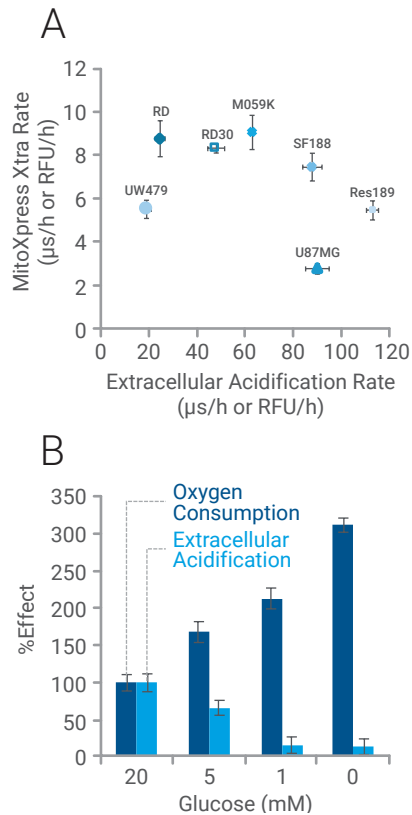 A
12
10
8
6
4
2
0
MitoXpress Xtra Rate
(µs/h or RFU/h)
RD
RD30
M059K
SF188
UW479
Res189
U87MG
0 20 40 60 80 100 120
Extracellular Acidification Rate
(µs/h or RFU/h)
B
350
300
250
200
150
100
50
0
%Effect
Oxygen
Consumption
Extracellular
Acidification
20 5 1 0
Glucose (mM)